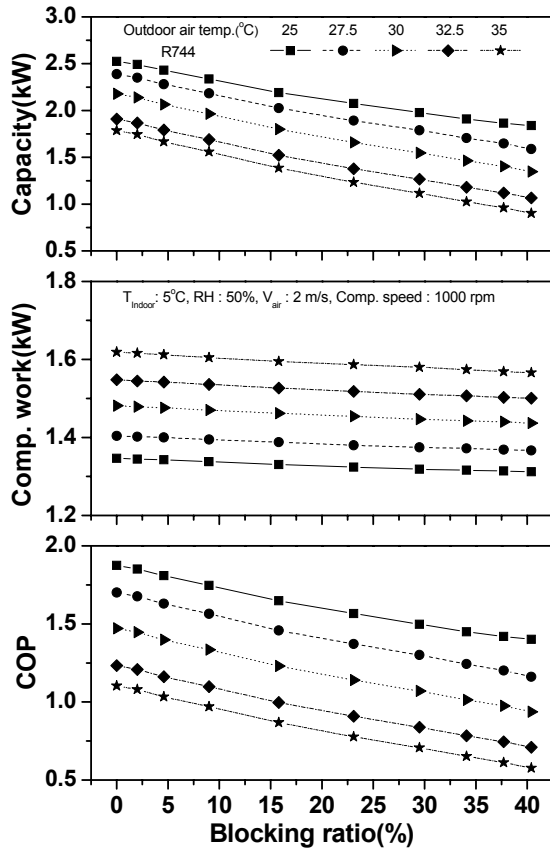 Outdoor air temp.(°C) 25 27.5 30 32.5 35
R744
3.0
2.5
2.0
1.5
1.0
0.5
Capacity(kW)
T_Indoor: 5°C, RH : 50%, V_air : 2 m/s, Comp. speed : 1000 rpm
1.8
1.6
1.4
1.2
Comp. work(kW)
2.0
1.5
1.0
0.5
COP
0 5 10 15 20 25 30 35 40
Blocking ratio(%)